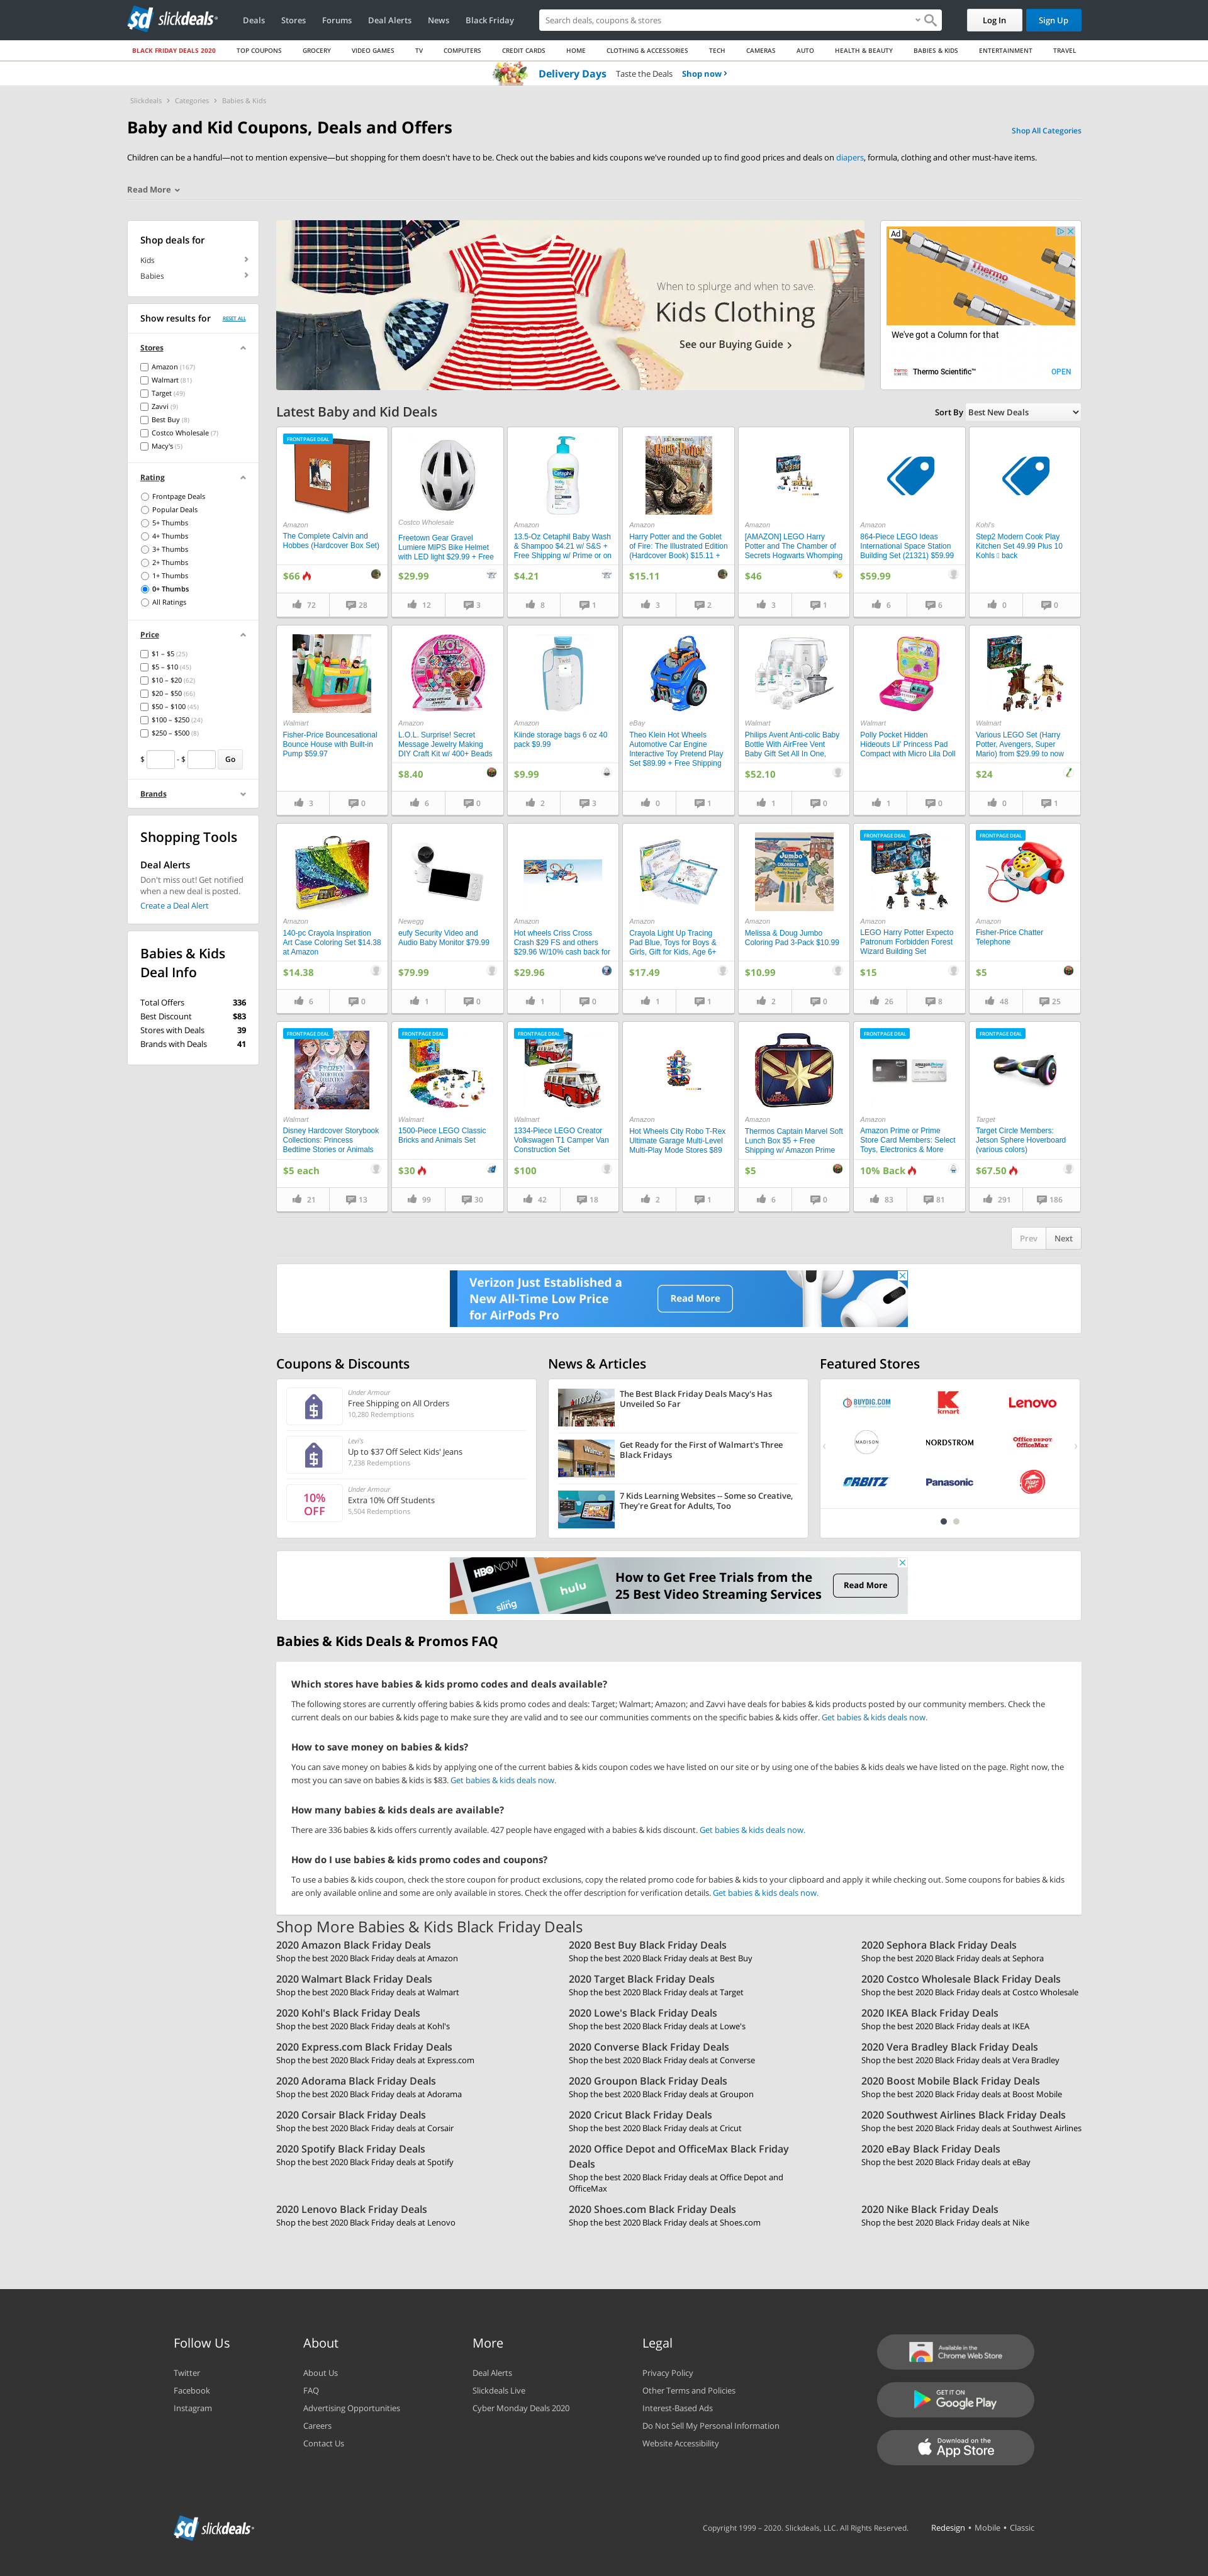 slickdeals
Deals
Stores
Forums
Deal Alerts
News
Black Friday
Search deals, coupons & stores
Log In
Sign Up
BLACK FRIDAY DEALS 2020
TOP COUPONS
GROCERY
VIDEO GAMES
TV
COMPUTERS
CREDIT CARDS
HOME
CLOTHING & ACCESSORIES
TECH
CAMERAS
AUTO
HEALTH & BEAUTY
BABIES & KIDS
ENTERTAINMENT
TRAVEL
Delivery Days Taste the Deals Shop now
Slickdeals > Categories > Babies & Kids
Baby and Kid Coupons, Deals and Offers
Shop All Categories
Children can be a handful—not to mention expensive—but shopping for them doesn't have to be. Check out the babies and kids coupons we've rounded up to find good prices and deals on diapers, formula, clothing and other must-have items.
Read More
Shop deals for
Kids
Babies
Show results for RESET ALL
Stores
Amazon (167)
Walmart (81)
Target (49)
Zavvi (9)
Best Buy (8)
Costco Wholesale (7)
Macy's (5)
Rating
Frontpage Deals
Popular Deals
5+ Thumbs
4+ Thumbs
3+ Thumbs
2+ Thumbs
1+ Thumbs
0+ Thumbs
All Ratings
Price
$1 – $5 (25)
$5 – $10 (45)
$10 – $20 (62)
$20 – $50 (66)
$50 – $100 (45)
$100 – $250 (24)
$250 – $500 (8)
$ - $ Go
Brands
Shopping Tools
Deal Alerts
Don't miss out! Get notified
when a new deal is posted.
Create a Deal Alert
Babies & Kids
Deal Info
Total Offers 336
Best Discount $83
Stores with Deals 39
Brands with Deals 41
When to splurge and when to save.
Kids Clothing
See our Buying Guide
Ad
Thermo
We've got a Column for that
Thermo Scientific™
OPEN
Latest Baby and Kid Deals
Sort By Best New Deals
FRONTPAGE DEAL
Amazon
The Complete Calvin and
Hobbes (Hardcover Box Set)
$66
72 28
Costco Wholesale
Freetown Gear Gravel
Lumiere MIPS Bike Helmet
with LED light $29.99 + Free
$29.99
12 3
Cetaphil
Amazon
13.5-Oz Cetaphil Baby Wash
& Shampoo $4.21 w/ S&S +
Free Shipping w/ Prime or on
$4.21
8 1
Harry Potter
Amazon
Harry Potter and the Goblet
of Fire: The Illustrated Edition
(Hardcover Book) $15.11 +
$15.11
3 2
Amazon
[AMAZON] LEGO Harry
Potter and The Chamber of
Secrets Hogwarts Whomping
$46
3 1
Amazon
864-Piece LEGO Ideas
International Space Station
Building Set (21321) $59.99
$59.99
6 6
Kohl's
Step2 Modern Cook Play
Kitchen Set 49.99 Plus 10
Kohls ▯ back
0 0
Walmart
Fisher-Price Bouncesational
Bounce House with Built-in
Pump $59.97
3 0
Amazon
L.O.L. Surprise! Secret
Message Jewelry Making
DIY Craft Kit w/ 400+ Beads
$8.40
6 0
Amazon
Kiinde storage bags 6 oz 40
pack $9.99
$9.99
2 3
eBay
Theo Klein Hot Wheels
Automotive Car Engine
Interactive Toy Pretend Play
Set $89.99 + Free Shipping
0 1
Walmart
Philips Avent Anti-colic Baby
Bottle With AirFree Vent
Baby Gift Set All In One,
$52.10
1 0
Walmart
Polly Pocket Hidden
Hideouts Lil' Princess Pad
Compact with Micro Lila Doll
1 0
Walmart
Various LEGO Set (Harry
Potter, Avengers, Super
Mario) from $29.99 to now
$24
0 1
Amazon
140-pc Crayola Inspiration
Art Case Coloring Set $14.38
at Amazon
$14.38
6 0
Newegg
eufy Security Video and
Audio Baby Monitor $79.99
$79.99
1 0
Amazon
Hot wheels Criss Cross
Crash $29 FS and others
$29.96 W/10% cash back for
$29.96
1 0
Amazon
Crayola Light Up Tracing
Pad Blue, Toys for Boys &
Girls, Gift for Kids, Age 6+
$17.49
1 1
Jumbo
COLORING PAD
Amazon
Melissa & Doug Jumbo
Coloring Pad 3-Pack $10.99
$10.99
2 0
FRONTPAGE DEAL
Amazon
LEGO Harry Potter Expecto
Patronum Forbidden Forest
Wizard Building Set
$15
26 8
FRONTPAGE DEAL
Amazon
Fisher-Price Chatter
Telephone
$5
48 25
FRONTPAGE DEAL
FROZEN
Walmart
Disney Hardcover Storybook
Collections: Princess
Bedtime Stories or Animals
$5 each
21 13
FRONTPAGE DEAL
Walmart
1500-Piece LEGO Classic
Bricks and Animals Set
$30
99 30
FRONTPAGE DEAL
Walmart
1334-Piece LEGO Creator
Volkswagen T1 Camper Van
Construction Set
$100
42 18
Amazon
Hot Wheels City Robo T-Rex
Ultimate Garage Multi-Level
Multi-Play Mode Stores $89
2 1
MARVEL
Amazon
Thermos Captain Marvel Soft
Lunch Box $5 + Free
Shipping w/ Amazon Prime
$5
6 0
FRONTPAGE DEAL
Amazon
Amazon Prime or Prime
Store Card Members: Select
Toys, Electronics & More
10% Back
83 81
FRONTPAGE DEAL
Target
Target Circle Members:
Jetson Sphere Hoverboard
(various colors)
$67.50
291 186
Prev Next
Verizon Just Established a
New All-Time Low Price
for AirPods Pro
Read More
Coupons & Discounts
Under Armour
Free Shipping on All Orders
10,280 Redemptions
Levi's
Up to $37 Off Select Kids' Jeans
7,238 Redemptions
10%
OFF
Under Armour
Extra 10% Off Students
5,504 Redemptions
News & Articles
macy's
The Best Black Friday Deals Macy's Has
Unveiled So Far
Walmart
Get Ready for the First of Walmart's Three
Black Fridays
7 Kids Learning Websites -- Some so Creative,
They're Great for Adults, Too
Featured Stores
BUYDIG.COM
kmart
Lenovo
MADISON
NORDSTROM
Office DEPOT
OfficeMax
ORBITZ
Panasonic
Pizza Hut
HBO NOW
hulu
sling
How to Get Free Trials from the
25 Best Video Streaming Services
Read More
Babies & Kids Deals & Promos FAQ
Which stores have babies & kids promo codes and deals available?
The following stores are currently offering babies & kids promo codes and deals: Target; Walmart; Amazon; and Zavvi have deals for babies & kids products posted by our community members. Check the
current deals on our babies & kids page to make sure they are valid and to see our communities comments on the specific babies & kids offer. Get babies & kids deals now.
How to save money on babies & kids?
You can save money on babies & kids by applying one of the current babies & kids coupon codes we have listed on our site or by using one of the babies & kids deals we have listed on the page. Right now, the
most you can save on babies & kids is $83. Get babies & kids deals now.
How many babies & kids deals are available?
There are 336 babies & kids offers currently available. 427 people have engaged with a babies & kids discount. Get babies & kids deals now.
How do I use babies & kids promo codes and coupons?
To use a babies & kids coupon, check the store coupon for product exclusions, copy the related promo code for babies & kids to your clipboard and apply it while checking out. Some coupons for babies & kids
are only available online and some are only available in stores. Check the offer description for verification details. Get babies & kids deals now.
Shop More Babies & Kids Black Friday Deals
2020 Amazon Black Friday Deals
Shop the best 2020 Black Friday deals at Amazon
2020 Best Buy Black Friday Deals
Shop the best 2020 Black Friday deals at Best Buy
2020 Sephora Black Friday Deals
Shop the best 2020 Black Friday deals at Sephora
2020 Walmart Black Friday Deals
Shop the best 2020 Black Friday deals at Walmart
2020 Target Black Friday Deals
Shop the best 2020 Black Friday deals at Target
2020 Costco Wholesale Black Friday Deals
Shop the best 2020 Black Friday deals at Costco Wholesale
2020 Kohl's Black Friday Deals
Shop the best 2020 Black Friday deals at Kohl's
2020 Lowe's Black Friday Deals
Shop the best 2020 Black Friday deals at Lowe's
2020 IKEA Black Friday Deals
Shop the best 2020 Black Friday deals at IKEA
2020 Express.com Black Friday Deals
Shop the best 2020 Black Friday deals at Express.com
2020 Converse Black Friday Deals
Shop the best 2020 Black Friday deals at Converse
2020 Vera Bradley Black Friday Deals
Shop the best 2020 Black Friday deals at Vera Bradley
2020 Adorama Black Friday Deals
Shop the best 2020 Black Friday deals at Adorama
2020 Groupon Black Friday Deals
Shop the best 2020 Black Friday deals at Groupon
2020 Boost Mobile Black Friday Deals
Shop the best 2020 Black Friday deals at Boost Mobile
2020 Corsair Black Friday Deals
Shop the best 2020 Black Friday deals at Corsair
2020 Cricut Black Friday Deals
Shop the best 2020 Black Friday deals at Cricut
2020 Southwest Airlines Black Friday Deals
Shop the best 2020 Black Friday deals at Southwest Airlines
2020 Spotify Black Friday Deals
Shop the best 2020 Black Friday deals at Spotify
2020 Office Depot and OfficeMax Black Friday
Deals
Shop the best 2020 Black Friday deals at Office Depot and
OfficeMax
2020 eBay Black Friday Deals
Shop the best 2020 Black Friday deals at eBay
2020 Lenovo Black Friday Deals
Shop the best 2020 Black Friday deals at Lenovo
2020 Shoes.com Black Friday Deals
Shop the best 2020 Black Friday deals at Shoes.com
2020 Nike Black Friday Deals
Shop the best 2020 Black Friday deals at Nike
Follow Us
Twitter
Facebook
Instagram
About
About Us
FAQ
Advertising Opportunities
Careers
Contact Us
More
Deal Alerts
Slickdeals Live
Cyber Monday Deals 2020
Legal
Privacy Policy
Other Terms and Policies
Interest-Based Ads
Do Not Sell My Personal Information
Website Accessibility
Available in the
Chrome Web Store
GET IT ON
Google Play
Download on the
App Store
slickdeals
Copyright 1999 – 2020. Slickdeals, LLC. All Rights Reserved.
Redesign • Mobile • Classic